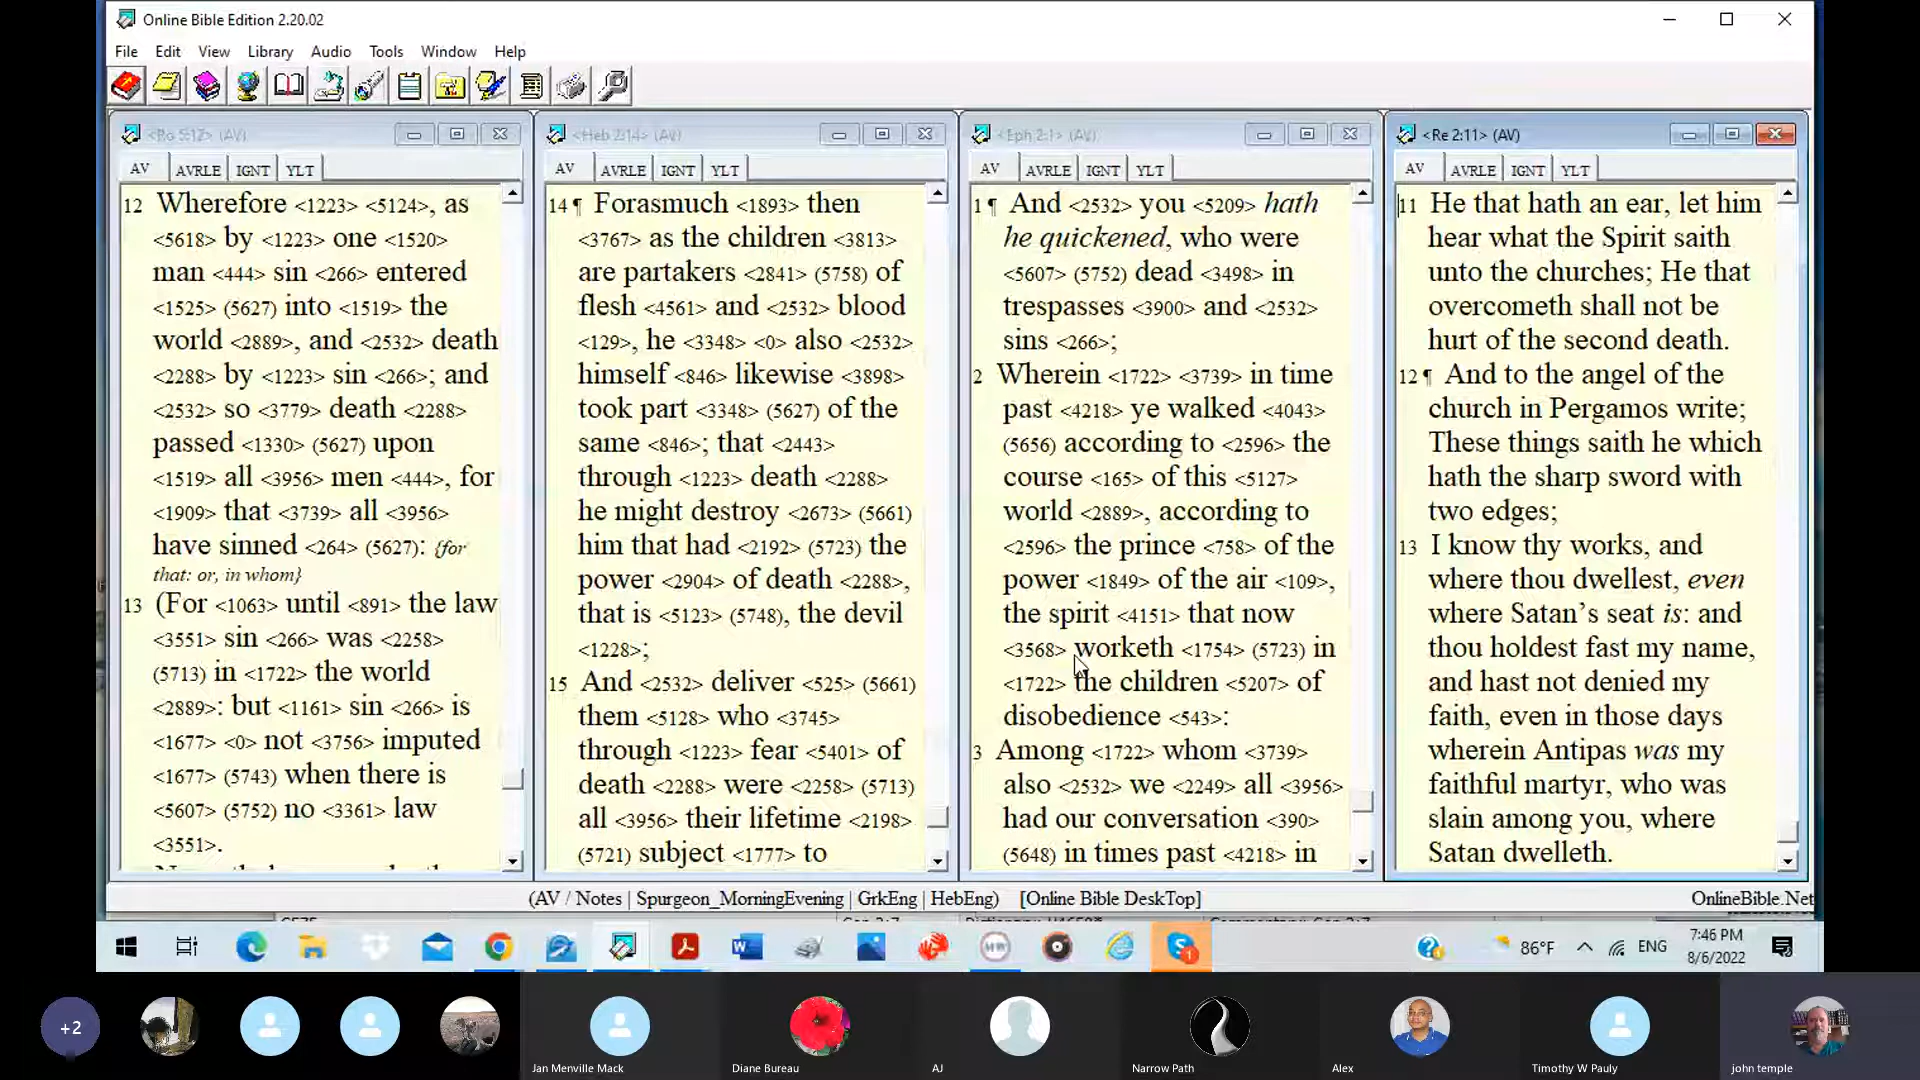 Online Bible Edition 2.20.02
File Edit View Library Audio Tools Window Help
<Ro 5:12> (AV)
AV AVRLE IGNT YLT
12 Wherefore <1223> <5124>, as
<5618> by <1223> one <1520>
man <444> sin <266> entered
<1525> (5627) into <1519> the
world <2889>, and <2532> death
<2288> by <1223> sin <266>; and
<2532> so <3779> death <2288>
passed <1330> (5627) upon
<1519> all <3956> men <444>, for
<1909> that <3739> all <3956>
have sinned <264> (5627): {for
that: or, in whom}
13 (For <1063> until <891> the law
<3551> sin <266> was <2258>
(5713) in <1722> the world
<2889>: but <1161> sin <266> is
<1677> <0> not <3756> imputed
<1677> (5743) when there is
<5607> (5752) no <3361> law
<3551>.
<Heb 2:14> (AV)
AV AVRLE IGNT YLT
14 ¶ Forasmuch <1893> then
<3767> as the children <3813>
are partakers <2841> (5758) of
flesh <4561> and <2532> blood
<129>, he <3348> <0> also <2532>
himself <846> likewise <3898>
took part <3348> (5627) of the
same <846>; that <2443>
through <1223> death <2288>
he might destroy <2673> (5661)
him that had <2192> (5723) the
power <2904> of death <2288>,
that is <5123> (5748), the devil
<1228>;
15 And <2532> deliver <525> (5661)
them <5128> who <3745>
through <1223> fear <5401> of
death <2288> were <2258> (5713)
all <3956> their lifetime <2198>
(5721) subject <1777> to
<Eph 2:1> (AV)
AV AVRLE IGNT YLT
1 ¶ And <2532> you <5209> hath
he quickened, who were
<5607> (5752) dead <3498> in
trespasses <3900> and <2532>
sins <266>;
2 Wherein <1722> <3739> in time
past <4218> ye walked <4043>
(5656) according to <2596> the
course <165> of this <5127>
world <2889>, according to
<2596> the prince <758> of the
power <1849> of the air <109>,
the spirit <4151> that now
<3568> worketh <1754> (5723) in
<1722> the children <5207> of
disobedience <543>:
3 Among <1722> whom <3739>
also <2532> we <2249> all <3956>
had our conversation <390>
(5648) in times past <4218> in
<Re 2:11> (AV)
AV AVRLE IGNT YLT
11 He that hath an ear, let him
hear what the Spirit saith
unto the churches; He that
overcometh shall not be
hurt of the second death.
12 ¶ And to the angel of the
church in Pergamos write;
These things saith he which
hath the sharp sword with
two edges;
13 I know thy works, and
where thou dwellest, even
where Satan’s seat is: and
thou holdest fast my name,
and hast not denied my
faith, even in those days
wherein Antipas was my
faithful martyr, who was
slain among you, where
Satan dwelleth.
(AV / Notes | Spurgeon_MorningEvening | GrkEng | HebEng) [Online Bible DeskTop] OnlineBible.Net
86°F ENG 7:46 PM
8/6/2022
+2
Jan Menville Mack Diane Bureau AJ Narrow Path Alex Timothy W Pauly john temple